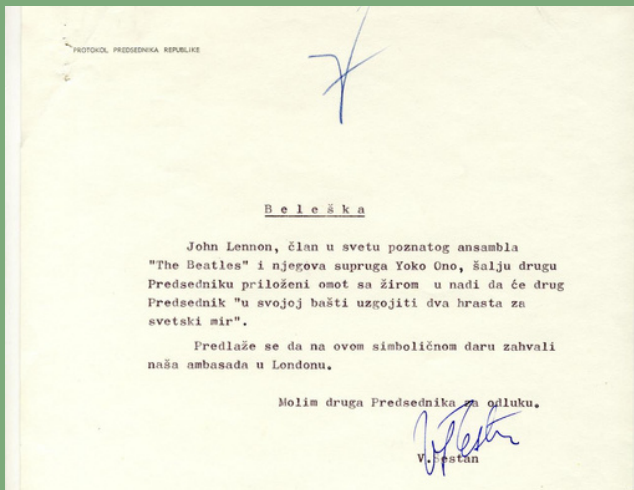 PROTOKOL PREDSEDNIKA REPUBLIKE
B e l e š k a
John Lennon, član u svetu poznatog ansambla
"The Beatles" i njegova supruga Yoko Ono, šalju drugu
Predsedniku priloženi omot sa žirom u nadi da će drug
Predsednik "u svojoj bašti uzgojiti dva hrasta za
svetski mir".
Predlaže se da na ovom simboličnom daru zahvali
naša ambasada u Londonu.
Molim druga Predsednika za odluku.